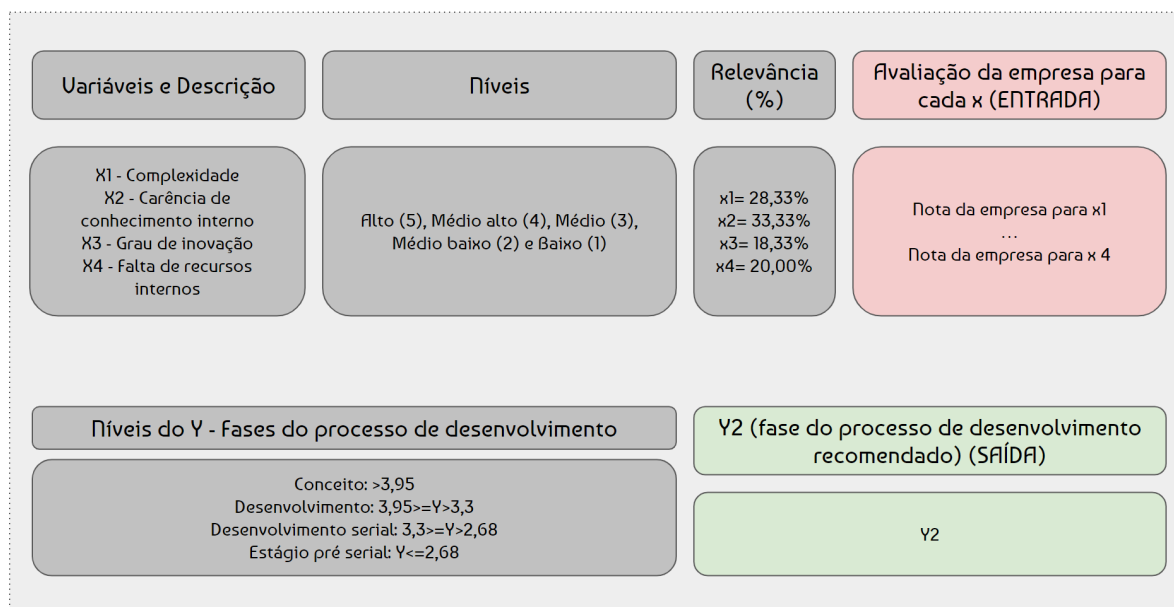 Variáveis e Descrição
Níveis
Relevância
(%)
Avaliação da empresa para
cada x (ENTRADA)
X1 - Complexidade
X2 - Carência de
conhecimento interno
X3 - Grau de inovação
X4 - Falta de recursos
internos
Alto (5), Médio alto (4), Médio (3),
Médio baixo (2) e Baixo (1)
x1= 28,33%
x2= 33,33%
x3= 18,33%
x4= 20,00%
Nota da empresa para x1
...
Nota da empresa para x 4
Níveis do Y - Fases do processo de desenvolvimento
Y2 (fase do processo de desenvolvimento
recomendado) (SAÍDA)
Conceito: >3,95
Desenvolvimento: 3,95>=Y>3,3
Desenvolvimento serial: 3,3>=Y>2,68
Estágio pré serial: Y<=2,68
Y2